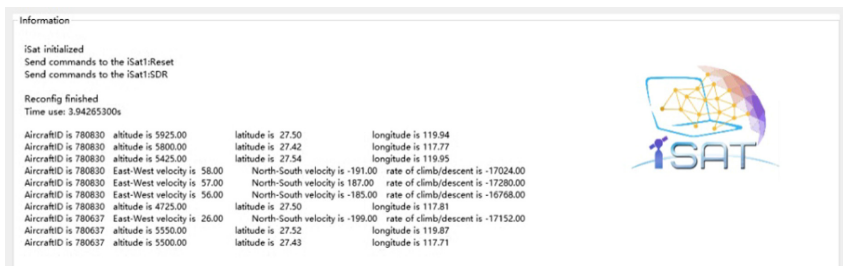 Information
iSat initialized
Send commands to the iSat1:Reset
Send commands to the iSat1:SDR
Reconfig finished
Time use: 3.94265300s
AircraftID is 780830 altitude is 5925.00 latitude is 27.50 longitude is 119.94
AircraftID is 780830 altitude is 5800.00 latitude is 27.42 longitude is 117.77
AircraftID is 780830 altitude is 5425.00 latitude is 27.54 longitude is 119.95
AircraftID is 780830 East-West velocity is 58.00 North-South velocity is -191.00 rate of climb/descent is -17024.00
AircraftID is 780830 East-West velocity is 57.00 North-South velocity is 187.00 rate of climb/descent is -17280.00
AircraftID is 780830 East-West velocity is 56.00 North-South velocity is -185.00 rate of climb/descent is -16768.00
AircraftID is 780830 altitude is 4725.00 latitude is 27.50 longitude is 117.81
AircraftID is 780637 East-West velocity is 26.00 North-South velocity is -199.00 rate of climb/descent is -17152.00
AircraftID is 780637 altitude is 5550.00 latitude is 27.52 longitude is 119.87
AircraftID is 780637 altitude is 5500.00 latitude is 27.43 longitude is 117.71
iSAT